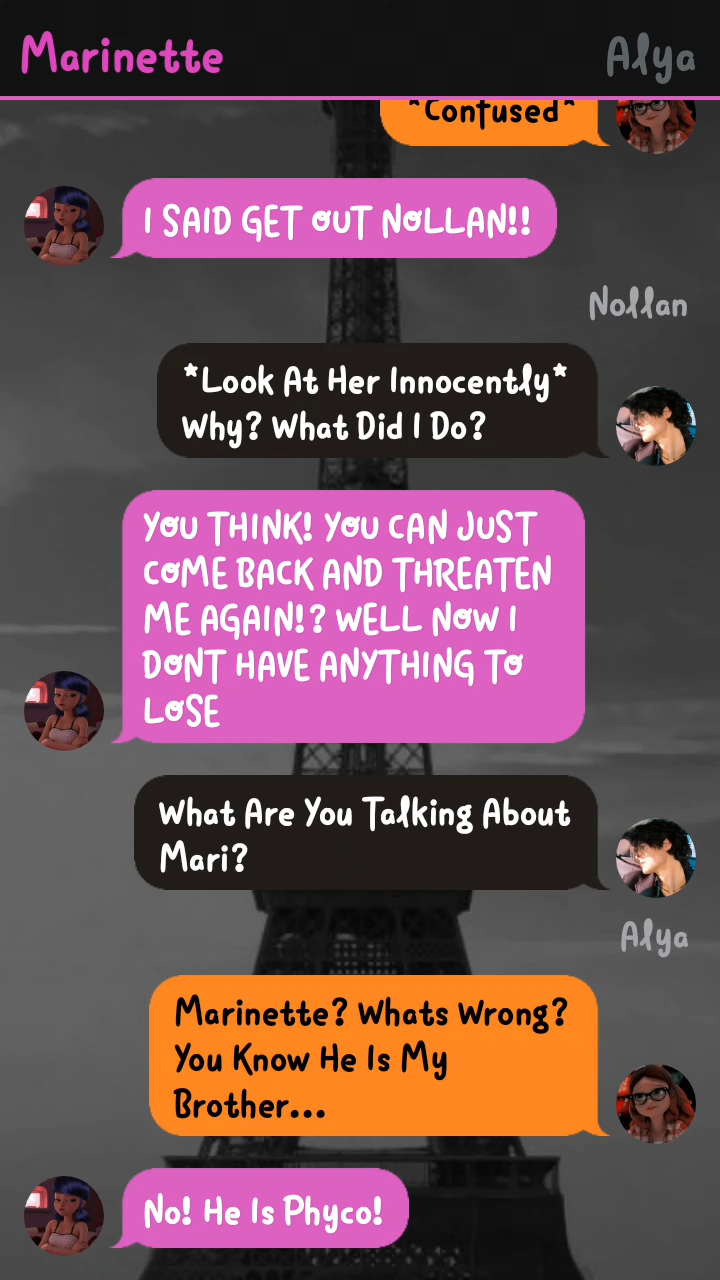 Marinette
Alya
*Confused*
I SAID GET OUT NOLLAN!!
Nollan
*Look At Her Innocently*
Why? What Did I Do?
YOU THINK! YOU CAN JUST
COME BACK AND THREATEN
ME AGAIN!? WELL NOW I
DONT HAVE ANYTHING TO
LOSE
What Are You Talking About
Mari?
Alya
Marinette? Whats Wrong?
You Know He Is My
Brother...
No! He Is Phyco!